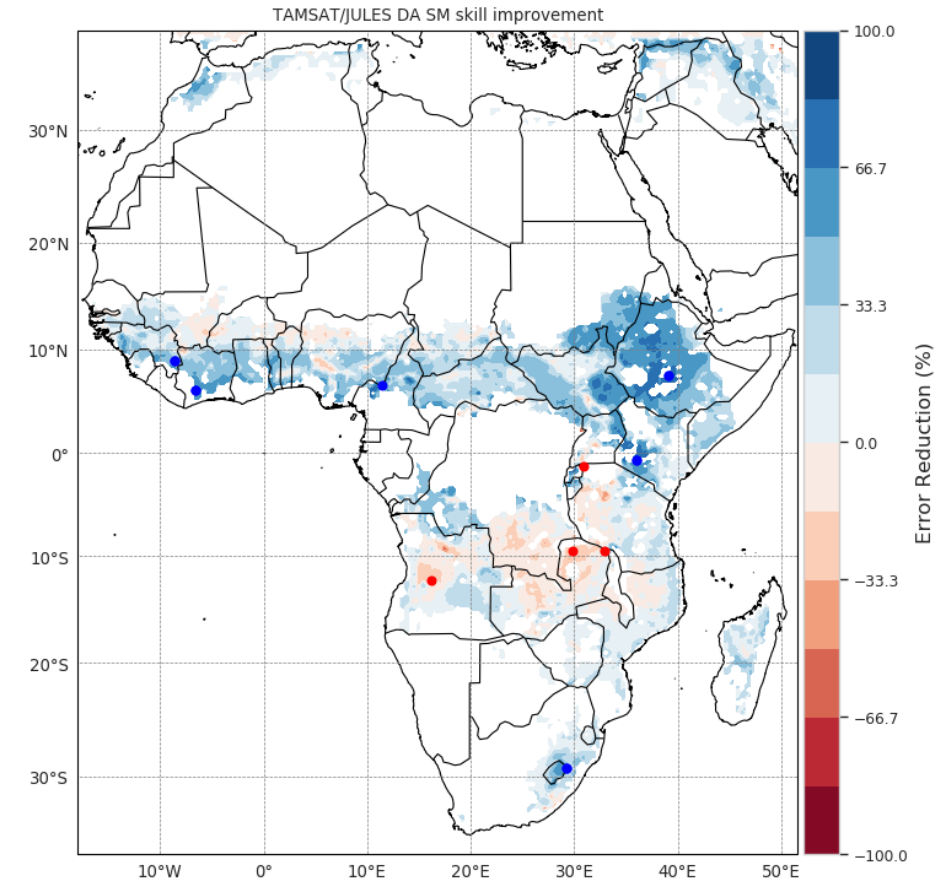 TAMSAT/JULES DA SM skill improvement
30°N
20°N
10°N
0°
10°S
20°S
30°S
10°W
0°
10°E
20°E
30°E
40°E
50°E
100.0
66.7
33.3
0.0
−33.3
−66.7
−100.0
Error Reduction (%)